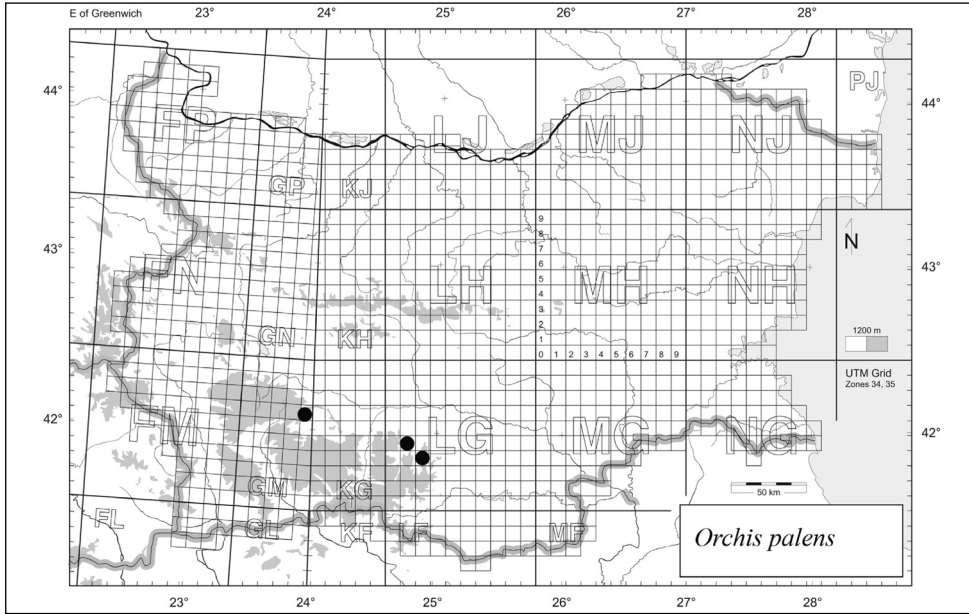 E of Greenwich
23° 24° 25° 26° 27° 28°
PJ
44° 44°
FP LJ MJ NJ
GP KJ
9
8
7
43° 43°
N
6
FN LH MH NH
5
4
3
2
GN KH
1
1200 m
0 1 2 3 4 5 6 7 8 9
UTM Grid
Zones 34, 35
42° 42°
FM LG MG NG
GM KG
50 km
FL
GL KF LF MF
Orchis palens
23° 24° 25° 26° 27° 28°